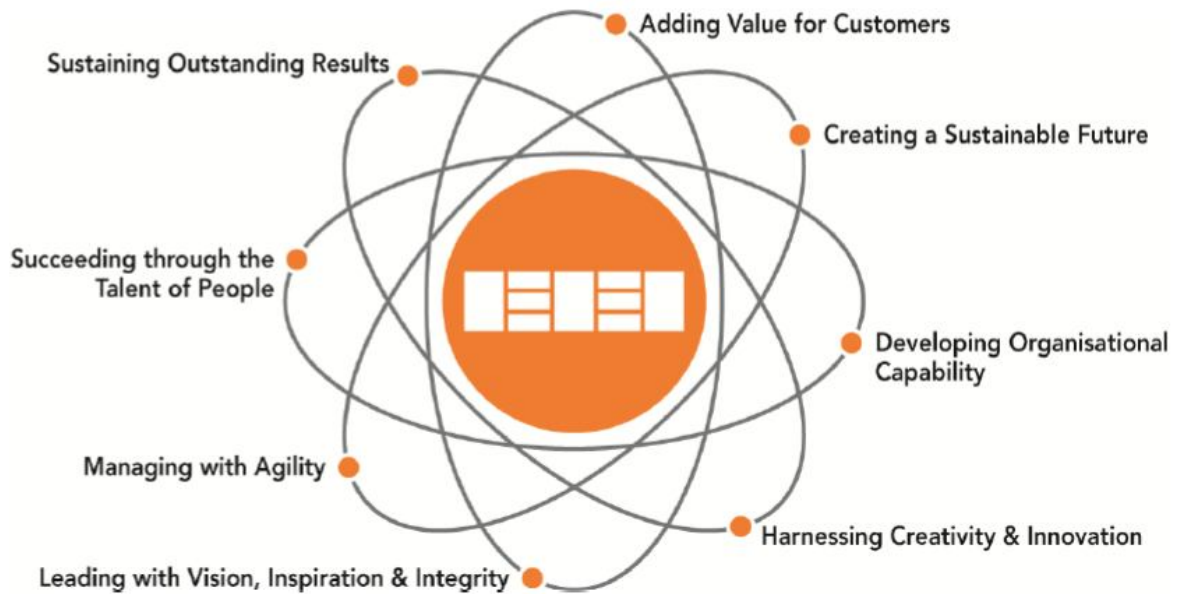 Adding Value for Customers
Sustaining Outstanding Results
Creating a Sustainable Future
Succeeding through the
Talent of People
Developing Organisational
Capability
Managing with Agility
Harnessing Creativity & Innovation
Leading with Vision, Inspiration & Integrity